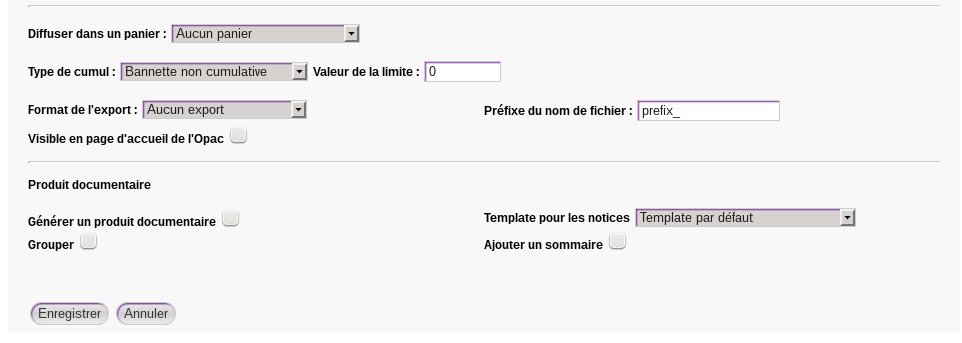 Diffuser dans un panier : Aucun panier
Type de cumul : Bannette non cumulative Valeur de la limite : 0
Format de l'export : Aucun export Préfixe du nom de fichier : prefix_
Visible en page d'accueil de l'Opac
Produit documentaire
Générer un produit documentaire Template pour les notices Template par défaut
Grouper Ajouter un sommaire
Enregistrer Annuler